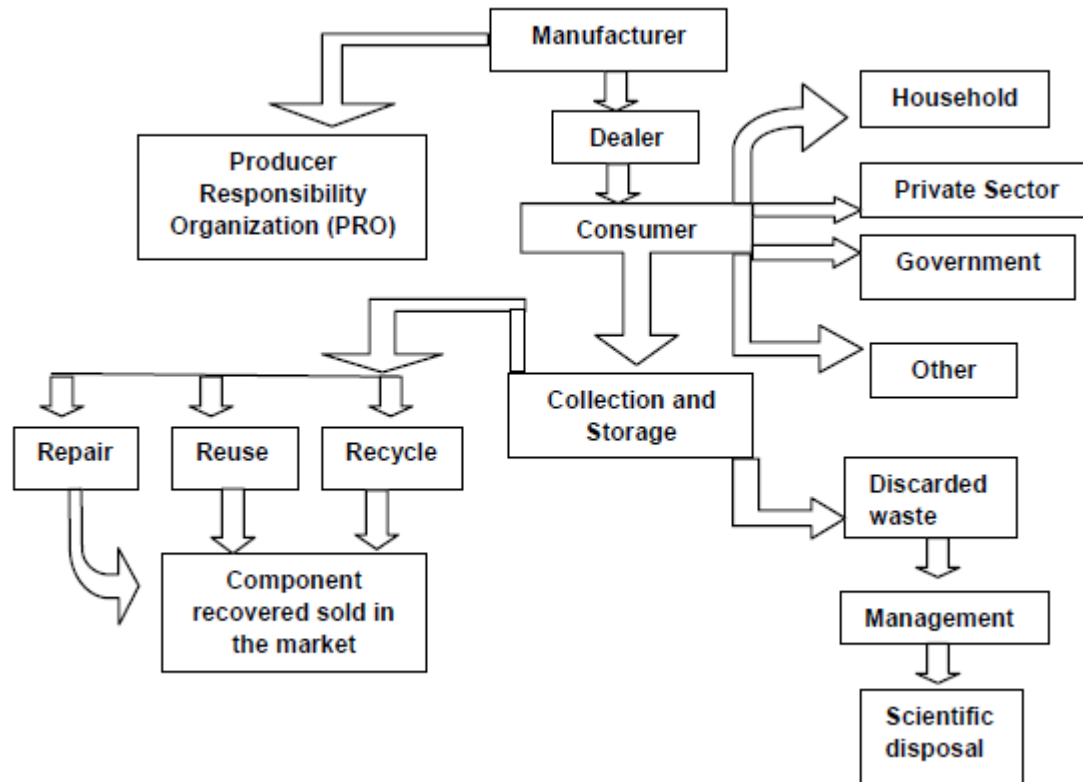 Manufacturer
Household
Dealer
Producer
Responsibility
Organization (PRO)
Private Sector
Consumer
Government
Other
Collection and
Storage
Repair
Reuse
Recycle
Discarded
waste
Component
recovered sold in
the market
Management
Scientific
disposal